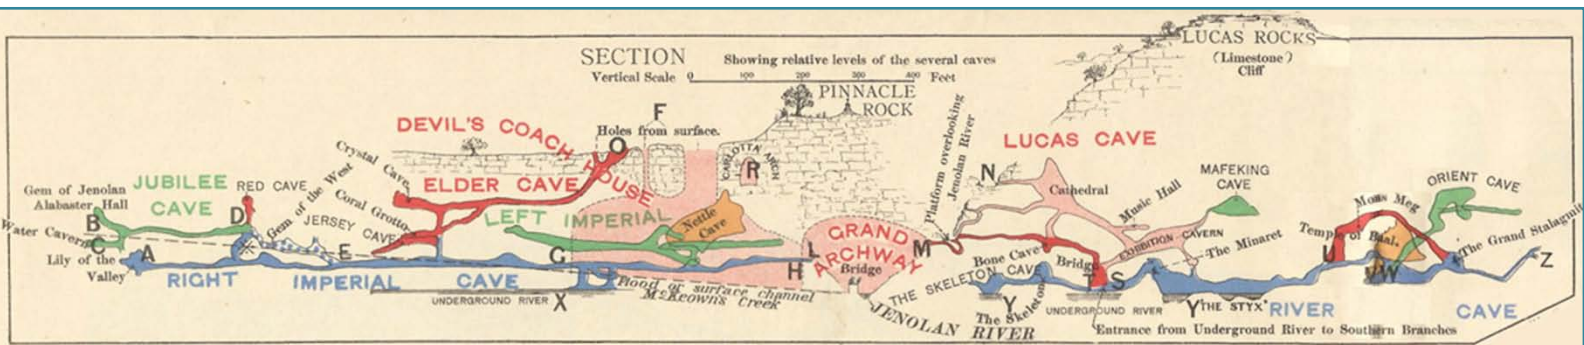 SECTION
Showing relative levels of the several caves
Vertical Scale 0 100 200 300 400 Feet
LUCAS ROCKS
(Limestone)
Cliff
PINNACLE
ROCK
F
Holes from surface.
DEVIL'S COACH HOUSE
O
CARLOTTA ARCH
R
Platform overlooking
Jenolan River
LUCAS CAVE
N
Cathedral
Music Hall
MAFEKING
CAVE
ORIENT CAVE
Moss Meg
Temple of Baal.
The Grand Stalagmite
Crystal Cave
ELDER CAVE
Gem of the West
Coral Grotto
JERSEY CAVE
LEFT IMPERIAL
Nettle
Cave
Gem of Jenolan
Alabaster Hall
JUBILEE
CAVE
RED CAVE
B
D
Water Cavern
C
A
E
Lily of the
Valley
G
L
H
GRAND
ARCHWAY
Bridge
M
Bone Cave
Bridge
EXHIBITION CAVERN
The Minaret
THE SKELETON CAVE
T
S
U
W
Z
RIGHT IMPERIAL CAVE
UNDERGROUND RIVER
X
Flood or surface channel
McKeown's Creek
JENOLAN RIVER
Y
The Skeleton
UNDERGROUND RIVER
Y
THE STYX
RIVER CAVE
Entrance from Underground River to Southern Branches